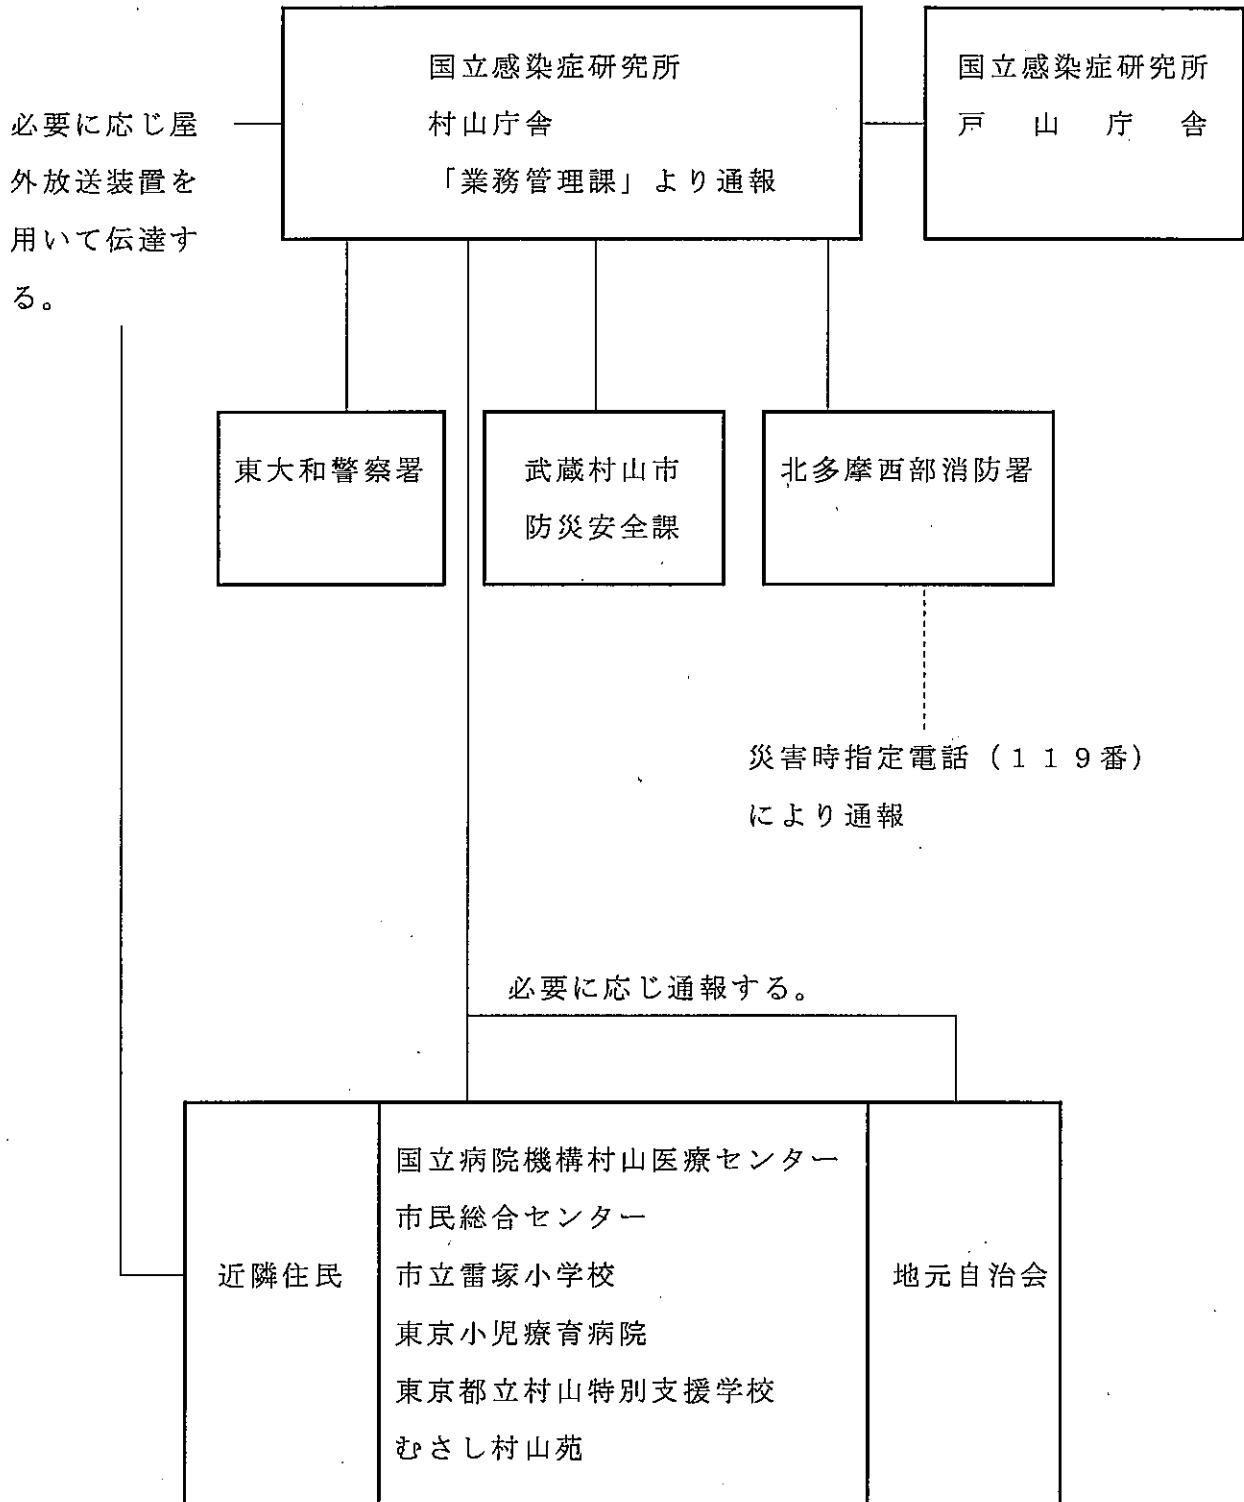 国立感染症研究所
村山庁舎
「業務管理課」より通報
国立感染症研究所
戸山庁舎
必要に応じ屋
外放送装置を
用いて伝達す
る。
東大和警察署
武蔵村山市
防災安全課
北多摩西部消防署
災害時指定電話（１１９番）
により通報
必要に応じ通報する。
近隣住民
国立病院機構村山医療センター
市民総合センター
市立雷塚小学校
東京小児療育病院
東京都立村山特別支援学校
むさし村山苑
地元自治会